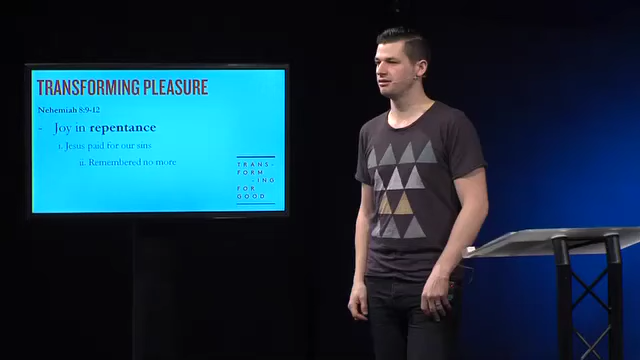 TRANSFORMING PLEASURE
Nehemiah 8:9-12
- Joy in repentance
i. Jesus paid for our sins
ii. Remembered no more
TRANS-
FORM
-ING
FOR
GOOD